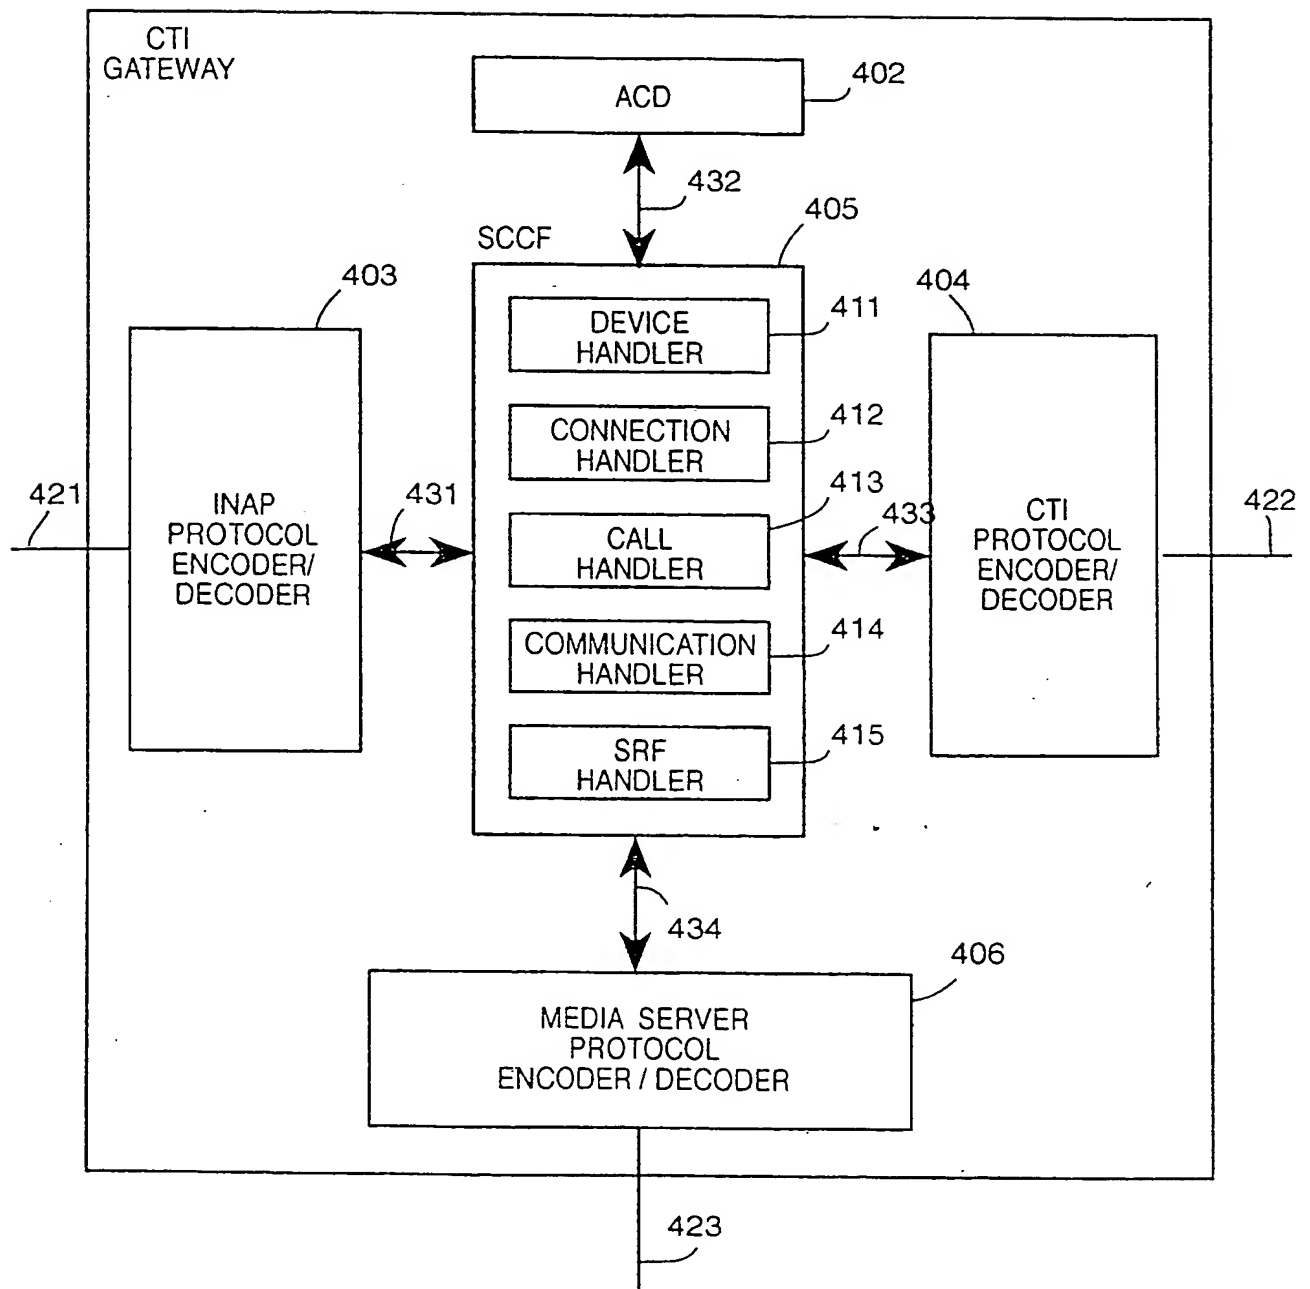 CTI
GATEWAY
ACD
402
432
SCCF
405
403
404
DEVICE
HANDLER
411
CONNECTION
HANDLER
412
413
421
INAP
PROTOCOL
ENCODER/
DECODER
431
CALL
HANDLER
433
CTI
PROTOCOL
ENCODER/
DECODER
422
COMMUNICATION
HANDLER
414
SRF
HANDLER
415
434
406
MEDIA SERVER
PROTOCOL
ENCODER / DECODER
423